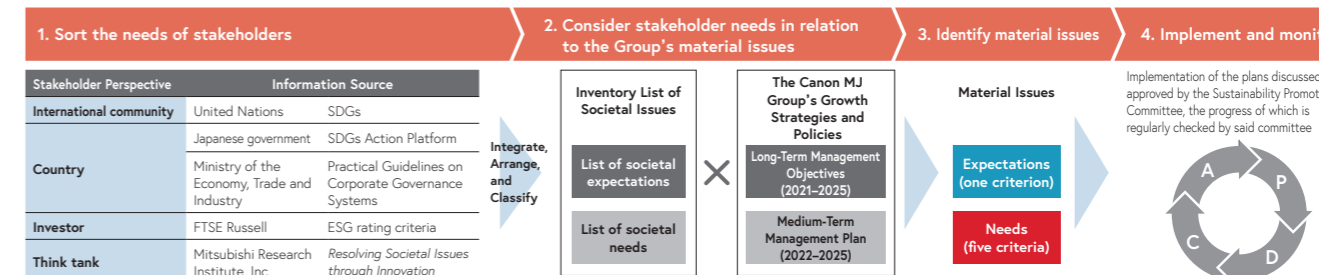 1. Sort the needs of stakeholders
2. Consider stakeholder needs in relation
to the Group's material issues
3. Identify material issues
4. Implement and monit
Stakeholder Perspective
Information Source
International community
United Nations
SDGs
Country
Japanese government
SDGs Action Platform
Ministry of the
Economy, Trade and
Industry
Practical Guidelines on
Corporate Governance
Systems
Investor
FTSE Russell
ESG rating criteria
Think tank
Mitsubishi Research
Institute, Inc
Resolving Societal Issues
through Innovation
Integrate,
Arrange,
and
Classify
Inventory List of
Societal Issues
List of societal
expectations
List of societal
needs
The Canon MJ
Group's Growth
Strategies and
Policies
Long-Term Management
Objectives
(2021–2025)
Medium-Term
Management Plan
(2022–2025)
Material Issues
Expectations
(one criterion)
Needs
(five criteria)
Implementation of the plans discussed
approved by the Sustainability Promot
Committee, the progress of which is
regularly checked by said committee
A
P
C
D